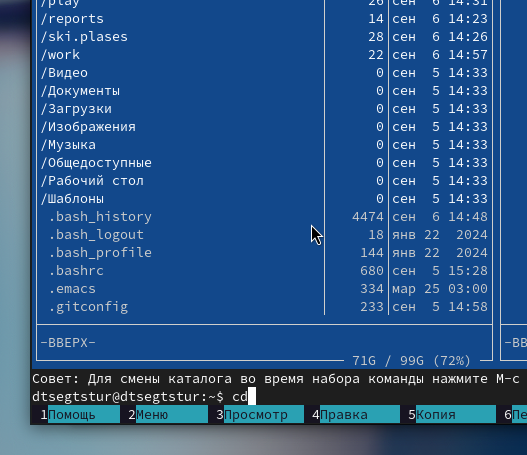 /play 26 сен 6 14:31
/reports 14 сен 6 14:23
/ski.plases 28 сен 6 14:26
/work 22 сен 6 14:57
/Видео 0 сен 5 14:33
/Документы 0 сен 5 14:33
/Загрузки 0 сен 5 14:33
/Изображения 0 сен 5 14:33
/Музыка 0 сен 5 14:33
/Общедоступные 0 сен 5 14:33
/Рабочий стол 0 сен 5 14:33
/Шаблоны 0 сен 5 14:33
.bash_history 4474 сен 6 14:48
.bash_logout 18 янв 22 2024
.bash_profile 144 янв 22 2024
.bashrc 680 сен 5 15:28
.emacs 334 мар 25 03:00
.gitconfig 233 сен 5 14:58
-ВВЕРХ- -ВВ
71G / 99G (72%)
Совет: Для смены каталога во время набора команды нажмите M-c
dtsegtstur@dtsegtstur:~$ cd
1Помощь 2Меню 3Просмотр 4Правка 5Копия 6Пе